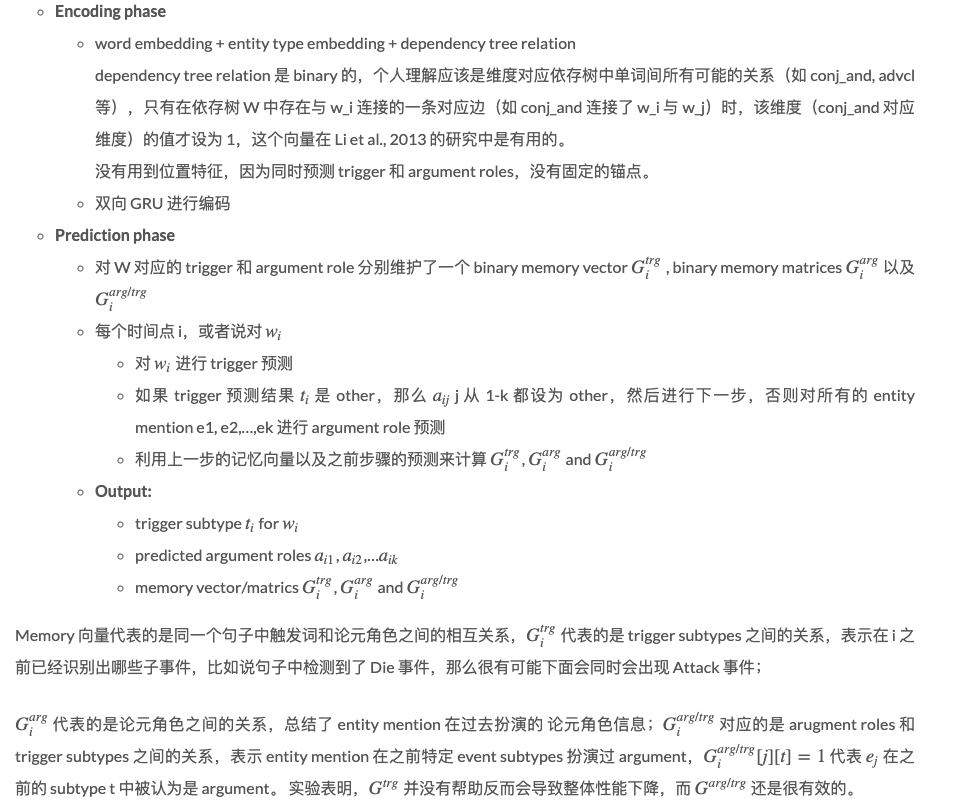 Encoding phase
word embedding + entity type embedding + dependency tree relation
dependency tree relation 是 binary 的，个人理解应该是维度对应依存树中单词间所有可能的关系（如 conj_and, advcl
等），只有在依存树 W 中存在与 w_i 连接的一条对应边（如 conj_and 连接了 w_i 与 w_j）时，该维度（conj_and 对应
维度）的值才设为 1，这个向量在 Li et al., 2013 的研究中是有用的。
没有用到位置特征，因为同时预测 trigger 和 argument roles，没有固定的锚点。
双向 GRU 进行编码
Prediction phase
对 W 对应的 trigger 和 argument role 分别维护了一个 binary memory vector G_i^{trg} , binary memory matrices G_i^{arg} 以及
G_i^{arg/trg}
每个时间点 i，或者说对 w_i
对 w_i 进行 trigger 预测
如果 trigger 预测结果 t_i 是 other，那么 a_{ij} j 从 1-k 都设为 other，然后进行下一步，否则对所有的 entity
mention e1, e2,...,ek 进行 argument role 预测
利用上一步的记忆向量以及之前步骤的预测来计算 G_i^{trg}, G_i^{arg} and G_i^{arg/trg}
Output:
trigger subtype t_i for w_i
predicted argument roles a_{i1}, a_{i2},...a_{ik}
memory vector/matrics G_i^{trg}, G_i^{arg} and G_i^{arg/trg}
Memory 向量代表的是同一个句子中触发词和论元角色之间的相互关系，G_i^{trg} 代表的是 trigger subtypes 之间的关系，表示在 i 之
前已经识别出哪些子事件，比如说句子中检测到了 Die 事件，那么很有可能下面会同时会出现 Attack 事件；
G_i^{arg} 代表的是论元角色之间的关系，总结了 entity mention 在过去扮演的 论元角色信息；G_i^{arg/trg} 对应的是 arugment roles 和
trigger subtypes 之间的关系，表示 entity mention 在之前特定 event subtypes 扮演过 argument，G_i^{arg/trg}[j][t] = 1 代表 e_j 在之
前的 subtype t 中被认为是 argument。 实验表明，G^{trg} 并没有帮助反而会导致整体性能下降，而 G^{arg/trg} 还是很有效的。